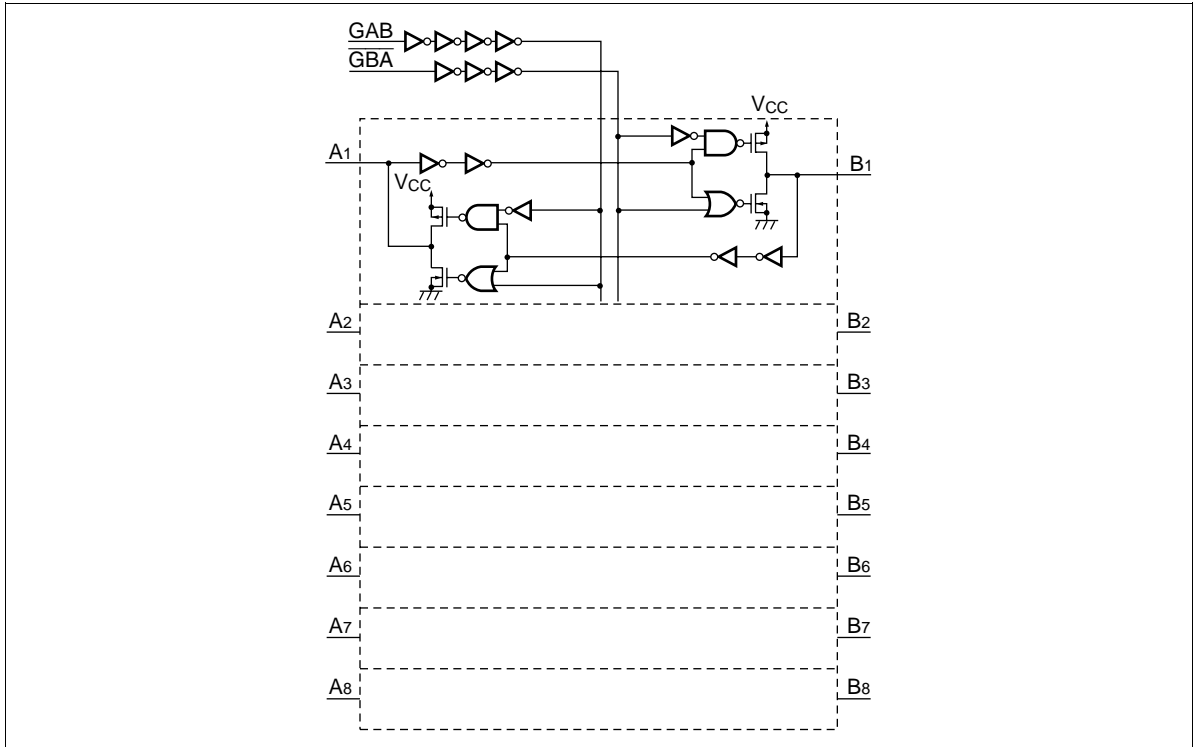 GAB
GBA
VCC
A1 B1
VCC
A2 B2
A3 B3
A4 B4
A5 B5
A6 B6
A7 B7
A8 B8